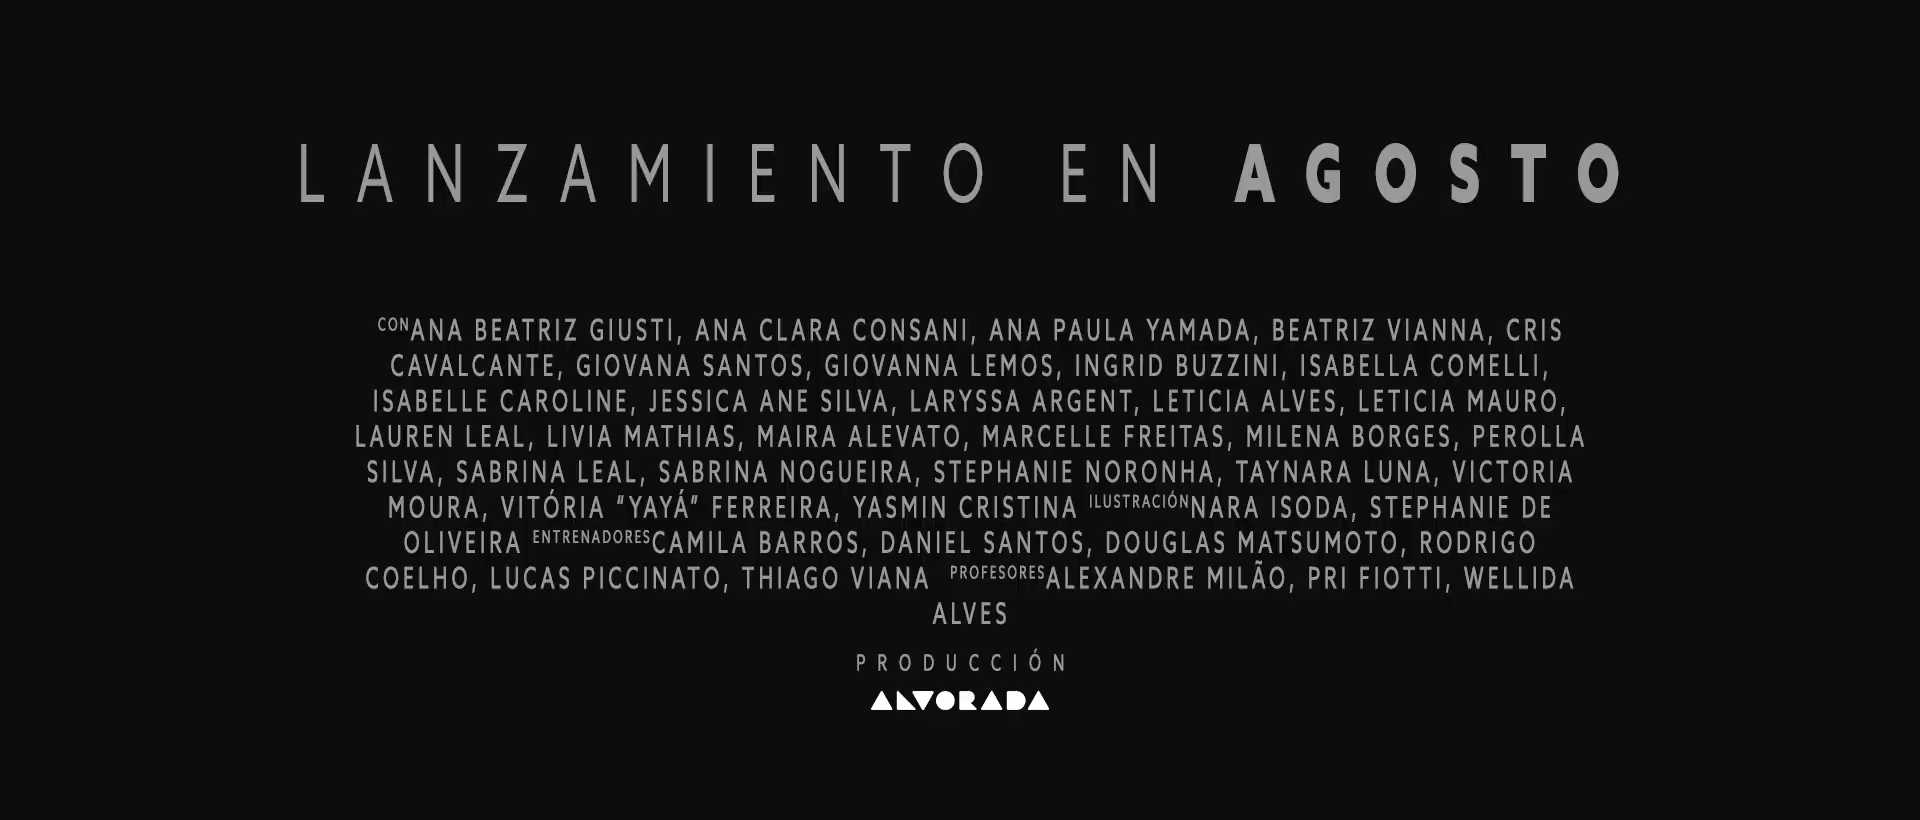 LANZAMIENTO EN AGOSTO
CONANA BEATRIZ GIUSTI, ANA CLARA CONSANI, ANA PAULA YAMADA, BEATRIZ VIANNA, CRIS
CAVALCANTE, GIOVANA SANTOS, GIOVANNA LEMOS, INGRID BUZZINI, ISABELLA COMELLI,
ISABELLE CAROLINE, JESSICA ANE SILVA, LARYSSA ARGENT, LETICIA ALVES, LETICIA MAURO,
LAUREN LEAL, LIVIA MATHIAS, MAIRA ALEVATO, MARCELLE FREITAS, MILENA BORGES, PEROLLA
SILVA, SABRINA LEAL, SABRINA NOGUEIRA, STEPHANIE NORONHA, TAYNARA LUNA, VICTORIA
MOURA, VITÓRIA “YAYÁ” FERREIRA, YASMIN CRISTINA ILUSTRACIÓNNARA ISODA, STEPHANIE DE
OLIVEIRA ENTRENADORESCAMILA BARROS, DANIEL SANTOS, DOUGLAS MATSUMOTO, RODRIGO
COELHO, LUCAS PICCINATO, THIAGO VIANA PROFESORESALEXANDRE MILÃO, PRI FIOTTI, WELLIDA
ALVES
PRODUCCIÓN
ALVORADA